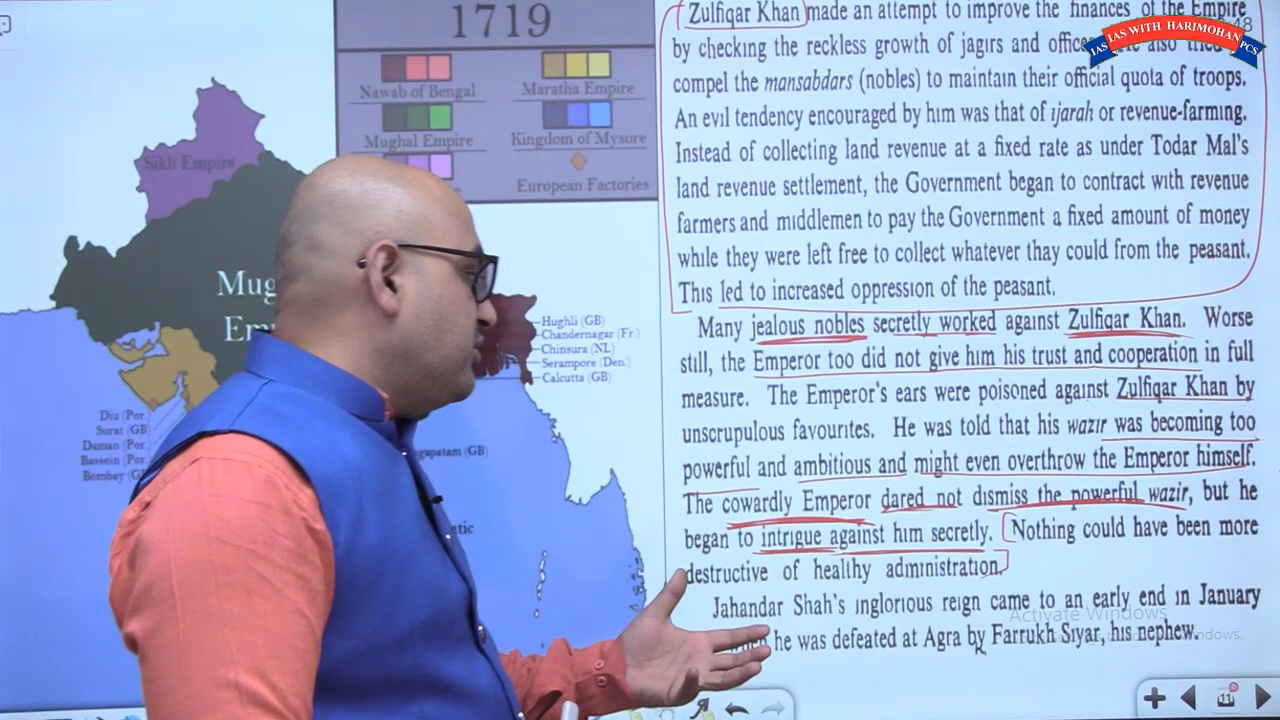 1719
Nawab of Bengal
Maratha Empire
Mughal Empire
Kingdom of Mysore
European Factories
Sikh Empire
Mug
Em
Hughli (GB)
Chandernagar (Fr.)
Chinsura (NL)
Serampore (Den.)
Calcutta (GB)
Diu (Por.
Surat (GB)
Daman (Por
Bassein (Por
Bombay (G
gapatam (GB)
atic
Zulfiqar Khan made an attempt to improve the finances of the Empire
by checking the reckless growth of jagirs and also
compel the mansabdars (nobles) to maintain their official quota of troops.
An evil tendency encouraged by him was that of ijarah or revenue-farming.
Instead of collecting land revenue at a fixed rate as under Todar Mal's
land revenue settlement, the Government began to contract with revenue
farmers and middlemen to pay the Government a fixed amount of money
while they were left free to collect whatever thay could from the peasant.
This led to increased oppression of the peasant.
Many jealous nobles secretly worked against Zulfiqar Khan. Worse
still, the Emperor too did not give him his trust and cooperation in full
measure. The Emperor's ears were poisoned against Zulfiqar Khan by
unscrupulous favourites. He was told that his wazir was becoming too
powerful and ambitious and might even overthrow the Emperor himself.
The cowardly Emperor dared not dismiss the powerful wazir, but he
began to intrigue against him secretly. Nothing could have been more
destructive of healthy administration.
Jahandar Shah's inglorious reign came to an early end in January
he was defeated at Agra by Farrukh Siyar, his nephew.
IAS IAS WITH HARIMOHAN PCS
48
Activate Windows
ndows.
11